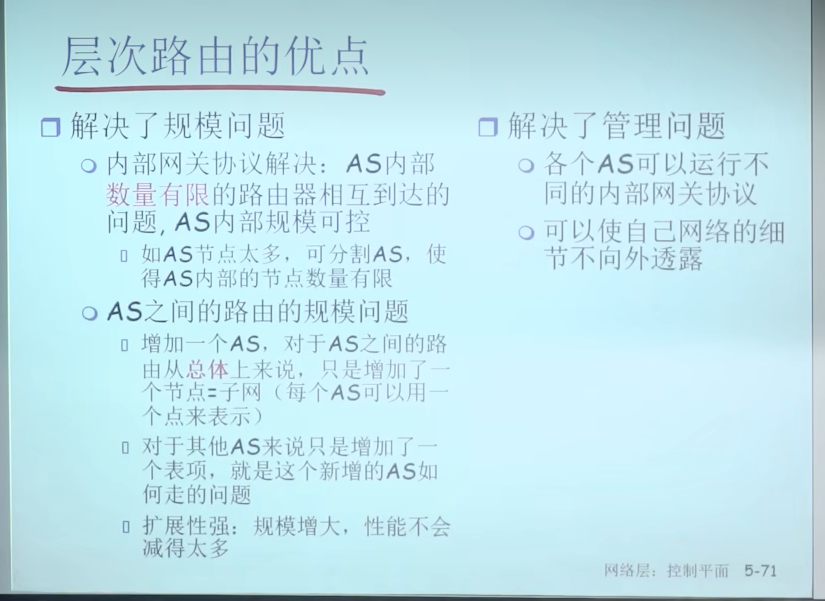 层次路由的优点
解决了规模问题
内部网关协议解决：AS内部
数量有限的路由器相互到达的
问题, AS内部规模可控
如AS节点太多，可分割AS，使
得AS内部的节点数量有限
AS之间的路由的规模问题
增加一个AS，对于AS之间的路
由从总体上来说，只是增加了一
个节点=子网（每个AS可以用一
个点来表示）
对于其他AS来说只是增加了一
个表项，就是这个新增的AS如
何走的问题
扩展性强：规模增大，性能不会
减得太多
解决了管理问题
各个AS可以运行不
同的内部网关协议
可以使自己网络的细
节不向外透露
网络层：控制平面 5-71